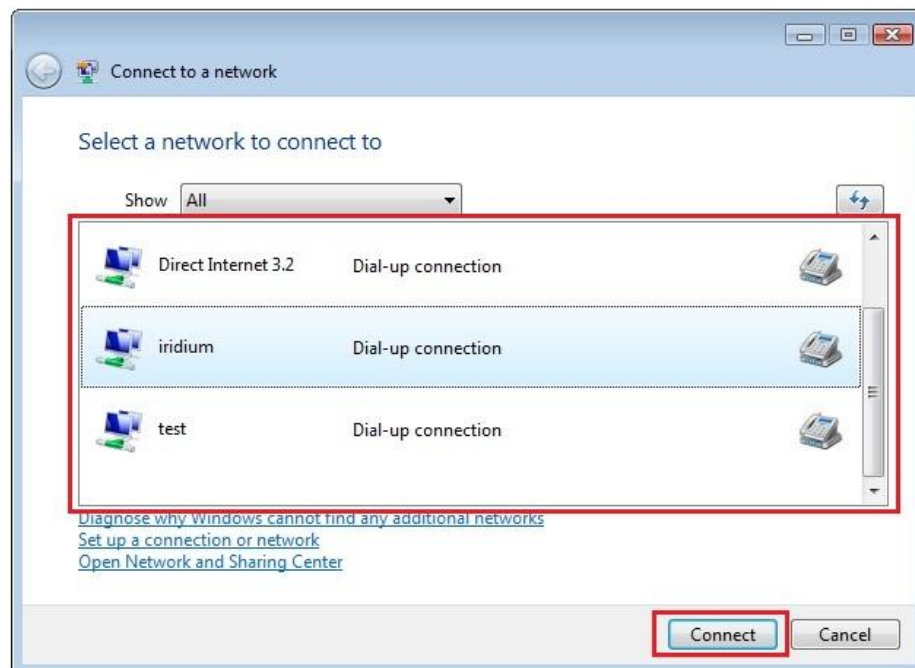 Connect to a network
Select a network to connect to
Show All
Direct Internet 3.2 Dial-up connection
iridium Dial-up connection
test Dial-up connection
Diagnose why Windows cannot find any additional networks
Set up a connection or network
Open Network and Sharing Center
Connect Cancel